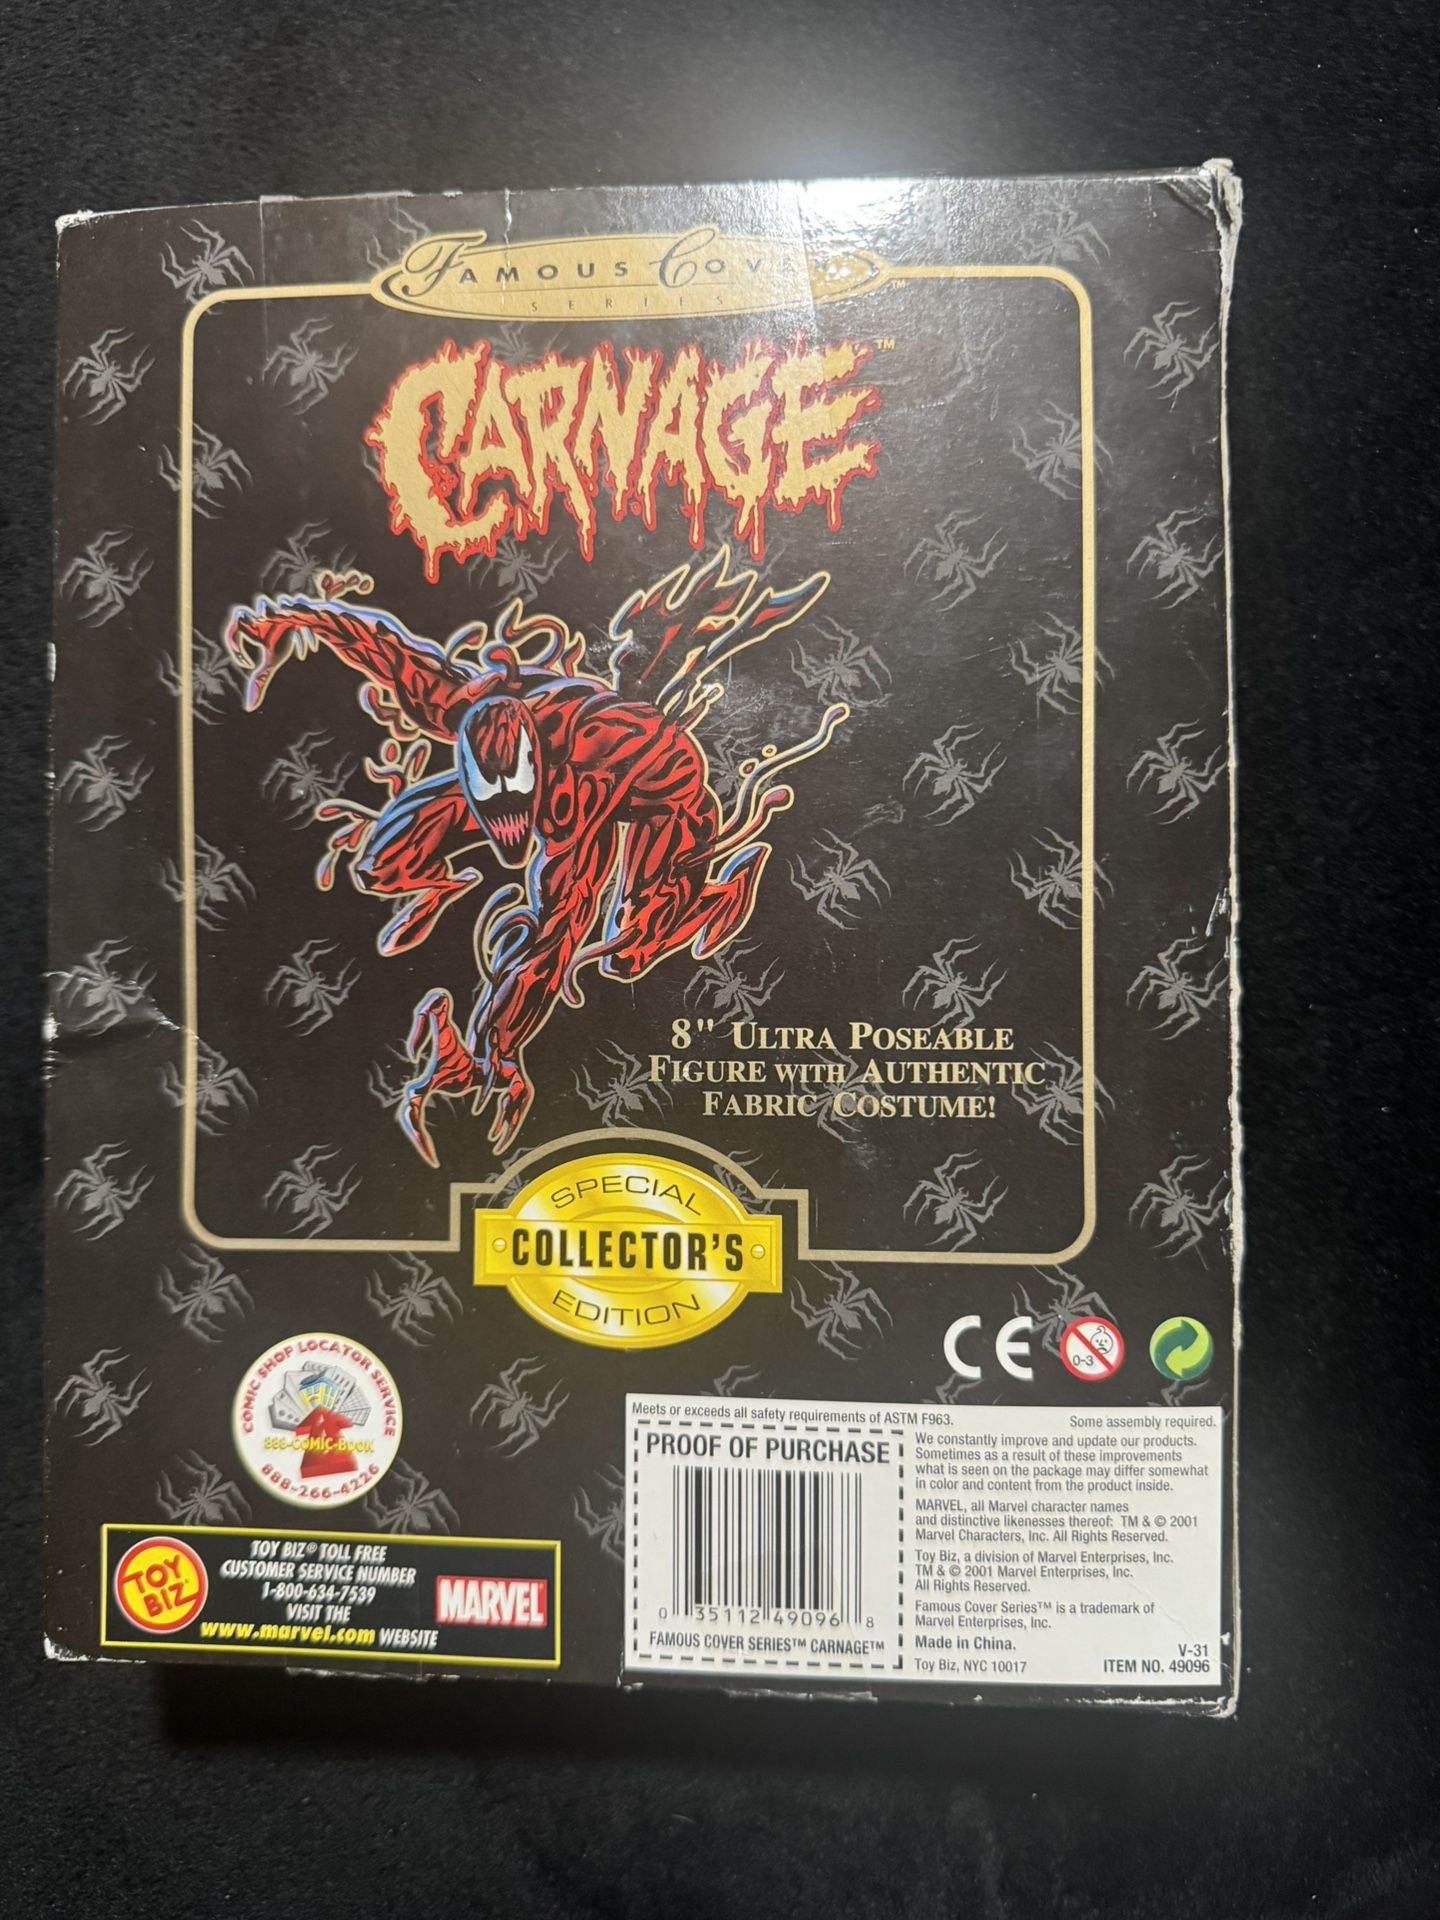 FAMOUS COVE
SERIES
TM
CARNAGE™
8" ULTRA POSEABLE
FIGURE WITH AUTHENTIC
FABRIC COSTUME!
SPECIAL
COLLECTOR'S
EDITION
CE
0-3
COMIC SHOP LOCATOR SERVICE
888-COMIC-BOOK
888-266-4226
TOY BIZ
TOY BIZ® TOLL FREE
CUSTOMER SERVICE NUMBER
1-800-634-7539
VISIT THE
www.marvel.com WEBSITE
MARVEL
Meets or exceeds all safety requirements of ASTM F963.
Some assembly required.
PROOF OF PURCHASE
0 35112 49096 8
FAMOUS COVER SERIES™ CARNAGE™
We constantly improve and update our products.
Sometimes as a result of these improvements
what is seen on the package may differ somewhat
in color and content from the product inside.
MARVEL, all Marvel character names
and distinctive likenesses thereof: TM & © 2001
Marvel Characters, Inc. All Rights Reserved.
Toy Biz, a division of Marvel Enterprises, Inc.
TM & © 2001 Marvel Enterprises, Inc.
All Rights Reserved.
Famous Cover Series™ is a trademark of
Marvel Enterprises, Inc.
Made in China.
Toy Biz, NYC 10017
V-31
ITEM NO. 49096